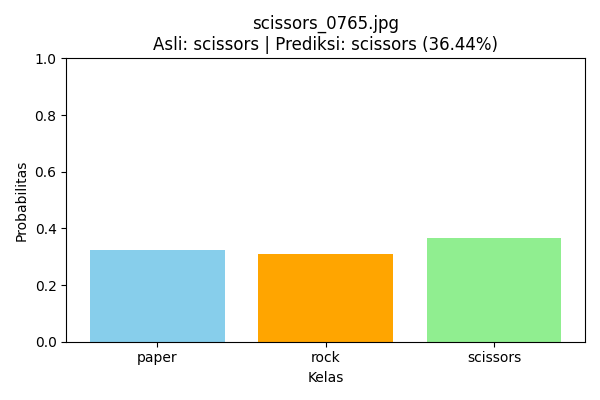 scissors_0765.jpg
Asli: scissors | Prediksi: scissors (36.44%)
1.0
0.8
0.6
0.4
0.2
0.0
Probabilitas
paper rock scissors
Kelas